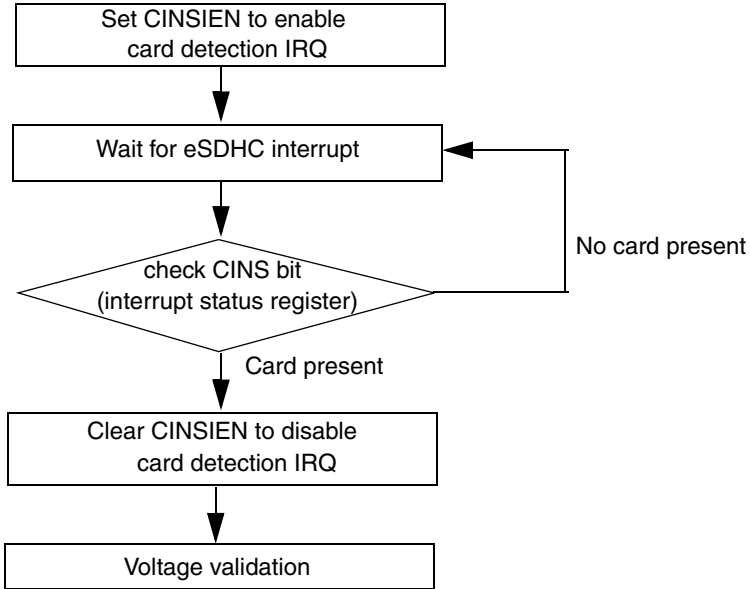 Set CINSIEN to enable
card detection IRQ
Wait for eSDHC interrupt
No card present
check CINS bit
(interrupt status register)
Card present
Clear CINSIEN to disable
card detection IRQ
Voltage validation